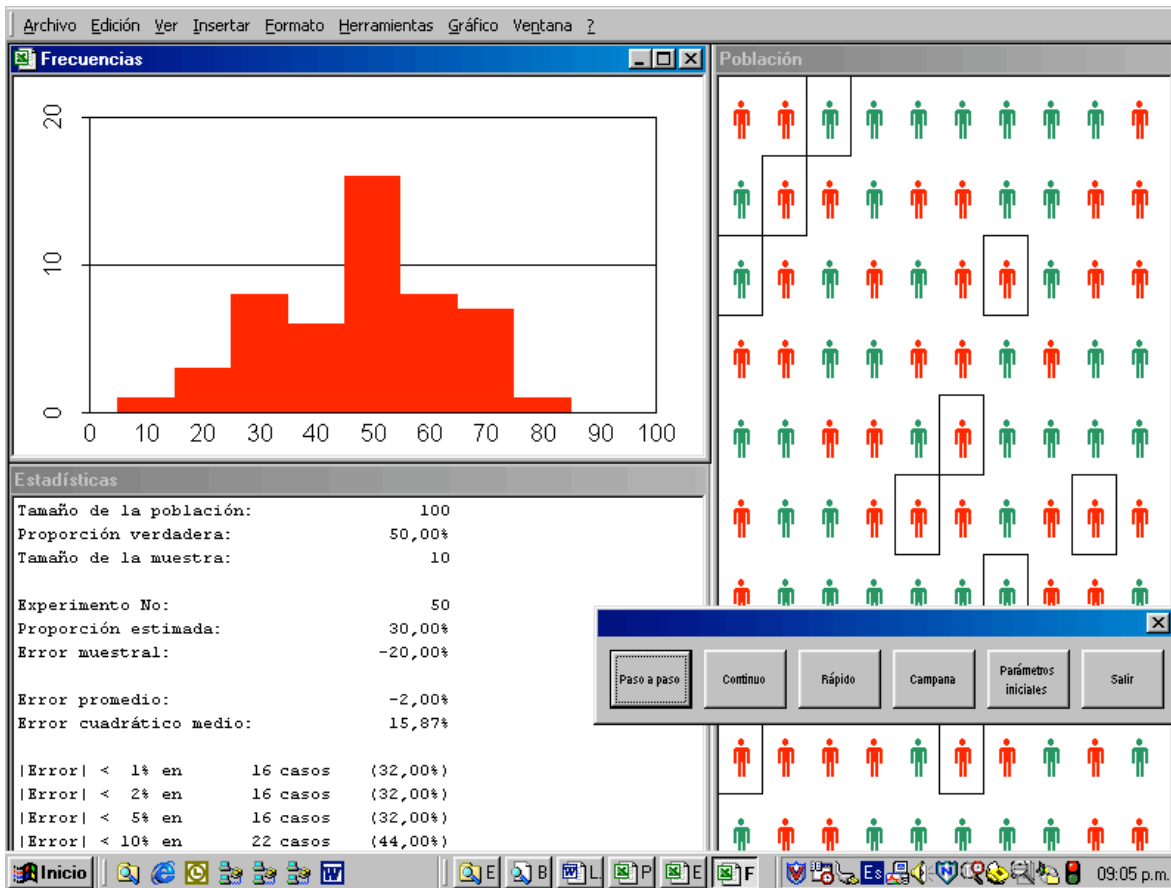 Archivo Edición Ver Insertar Formato Herramientas Gráfico Ventana ?
Frecuencias
Población
20
10
0
0 10 20 30 40 50 60 70 80 90 100
Estadísticas
Tamaño de la población: 100
Proporción verdadera: 50,00%
Tamaño de la muestra: 10
Experimento No: 50
Proporción estimada: 30,00%
Error muestral: -20,00%
Error promedio: -2,00%
Error cuadrático medio: 15,87%
|Error| < 1% en 16 casos (32,00%)
|Error| < 2% en 16 casos (32,00%)
|Error| < 5% en 16 casos (32,00%)
|Error| < 10% en 22 casos (44,00%)
Paso a paso
Continuo
Rápido
Campana
Parámetros
iniciales
Salir
Inicio E B L P E F Es 09:05 p.m.